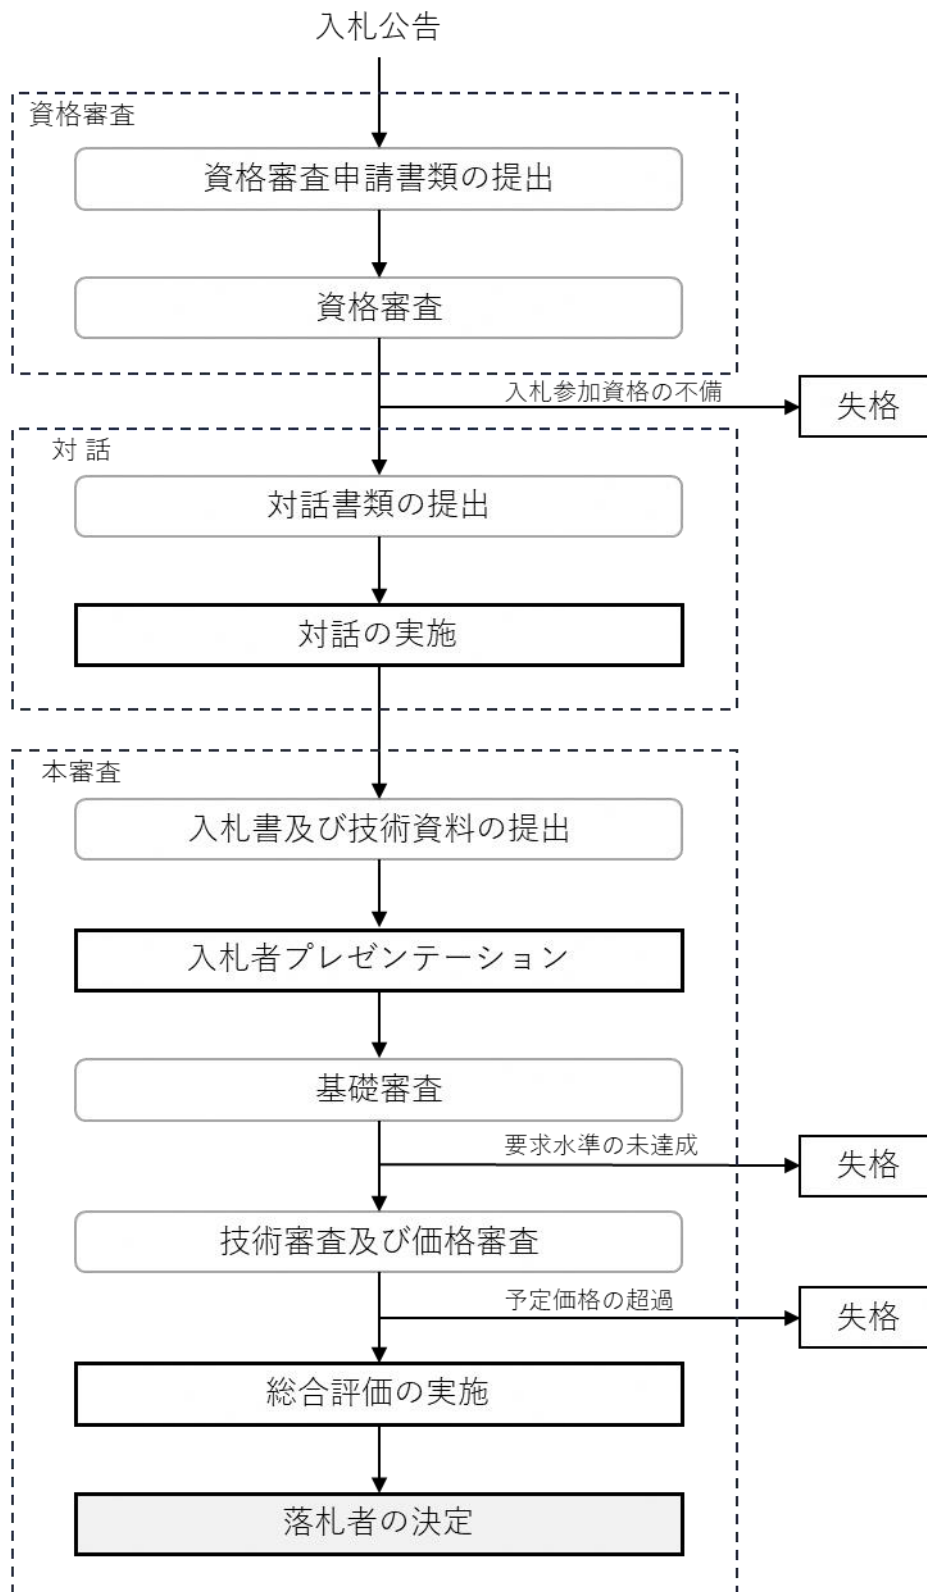 入札公告
資格審査
資格審査申請書類の提出
資格審査
入札参加資格の不備
失格
対 話
対話書類の提出
対話の実施
本審査
入札書及び技術資料の提出
入札者プレゼンテーション
基礎審査
要求水準の未達成
失格
技術審査及び価格審査
予定価格の超過
失格
総合評価の実施
落札者の決定